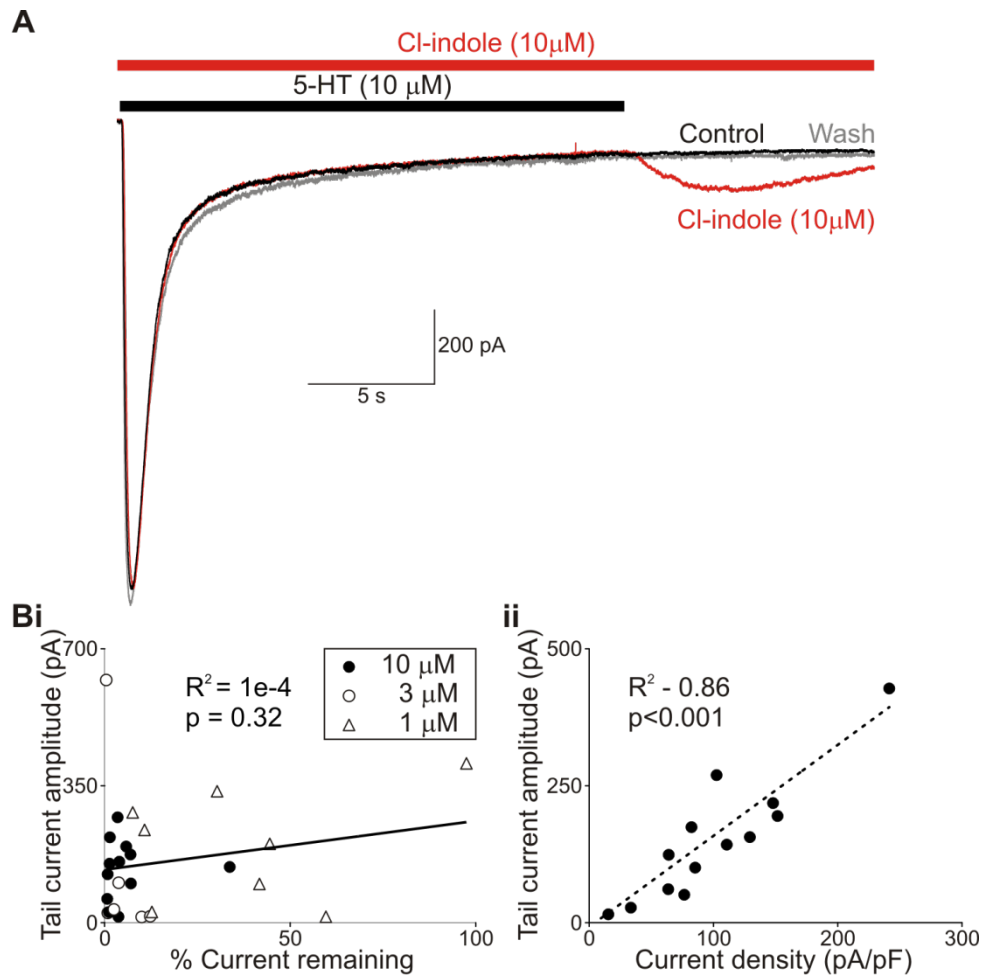 A
Cl-indole (10μM)
5-HT (10 μM)
Control Wash
Cl-indole (10μM)
200 pA
5 s
Bi
Tail current amplitude (pA)
700
350
0
R² = 1e-4
p = 0.32
10 μM
3 μM
1 μM
0 50 100
% Current remaining
ii
Tail current amplitude (pA)
500
250
0
R² - 0.86
p<0.001
0 100 200 300
Current density (pA/pF)